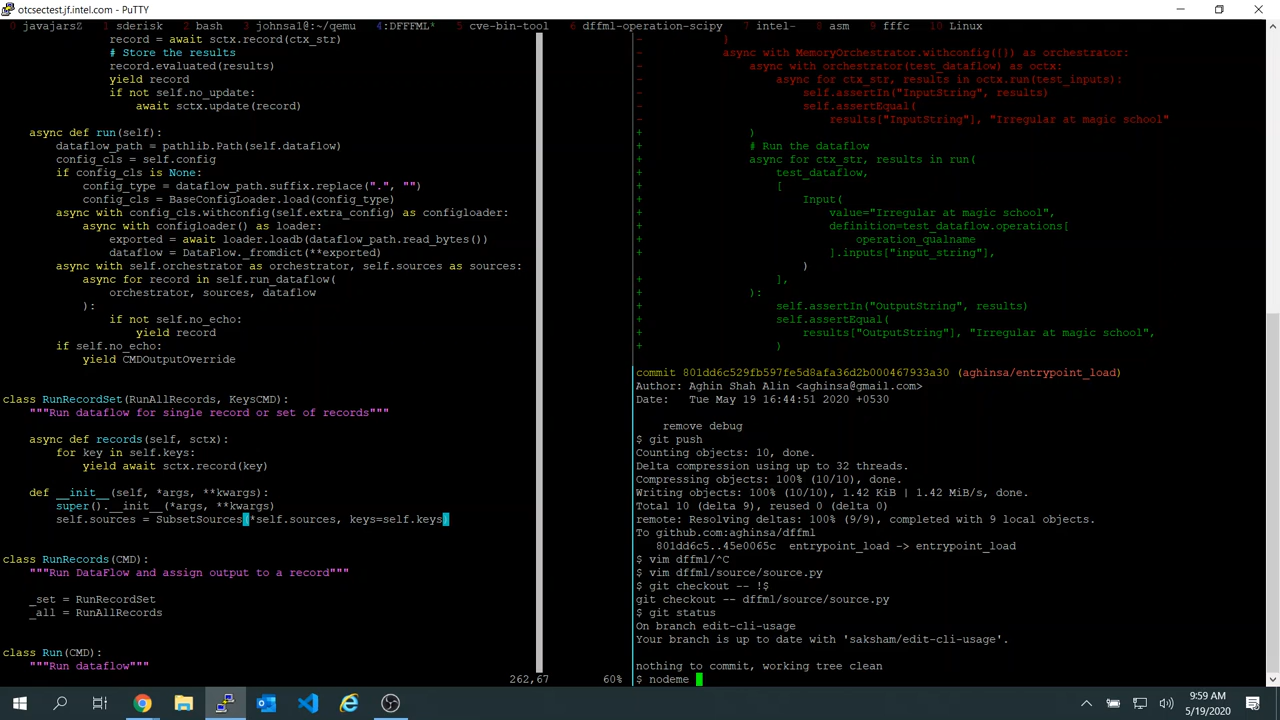 otcsectest.jf.intel.com - PuTTY
0 javajarsZ 1 sderisk 2 bash 3 johnsa1@:~/qemu 4:DFFFML* 5 cve-bin-tool 6 dffml-operation-scipy 7 intel- 8 asm 9 fffc 10 Linux
record = await sctx.record(ctx_str)
# Store the results
record.evaluated(results)
yield record
if not self.no_update:
await sctx.update(record)
async def run(self):
dataflow_path = pathlib.Path(self.dataflow)
config_cls = self.config
if config_cls is None:
config_type = dataflow_path.suffix.replace(".", "")
config_cls = BaseConfigLoader.load(config_type)
async with config_cls.withconfig(self.extra_config) as configloader:
async with configloader() as loader:
exported = await loader.loadb(dataflow_path.read_bytes())
dataflow = DataFlow._fromdict(**exported)
async with self.orchestrator as orchestrator, self.sources as sources:
async for record in self.run_dataflow(
orchestrator, sources, dataflow
):
if not self.no_echo:
yield record
if self.no_echo:
yield CMDOutputOverride
class RunRecordSet(RunAllRecords, KeysCMD):
"""Run dataflow for single record or set of records"""
async def records(self, sctx):
for key in self.keys:
yield await sctx.record(key)
def __init__(self, *args, **kwargs):
super().__init__(*args, **kwargs)
self.sources = SubsetSources(*self.sources, keys=self.keys)
class RunRecords(CMD):
"""Run DataFlow and assign output to a record"""
_set = RunRecordSet
_all = RunAllRecords
class Run(CMD):
"""Run dataflow"""
262,67 60%
- }
- async with MemoryOrchestrator.withconfig({}) as orchestrator:
- async with orchestrator(test_dataflow) as octx:
- async for ctx_str, results in octx.run(test_inputs):
- self.assertIn("InputString", results)
- self.assertEqual(
- results["InputString"], "Irregular at magic school"
+ )
+ # Run the dataflow
+ async for ctx_str, results in run(
+ test_dataflow,
+ [
+ Input(
+ value="Irregular at magic school",
+ definition=test_dataflow.operations[
+ operation_qualname
+ ].inputs["input_string"],
)
+ ],
+ ):
+ self.assertIn("OutputString", results)
+ self.assertEqual(
+ results["OutputString"], "Irregular at magic school",
+ )
commit 801dd6c529fb597fe5d8afa36d2b000467933a30 (aghinsa/entrypoint_load)
Author: Aghin Shah Alin <aghinsa@gmail.com>
Date: Tue May 19 16:44:51 2020 +0530
remove debug
$ git push
Counting objects: 10, done.
Delta compression using up to 32 threads.
Compressing objects: 100% (10/10), done.
Writing objects: 100% (10/10), 1.42 KiB | 1.42 MiB/s, done.
Total 10 (delta 9), reused 0 (delta 0)
remote: Resolving deltas: 100% (9/9), completed with 9 local objects.
To github.com:aghinsa/dffml
801dd6c5..45e0065c entrypoint_load -> entrypoint_load
$ vim dffml/^C
$ vim dffml/source/source.py
$ git checkout -- !$
git checkout -- dffml/source/source.py
$ git status
On branch edit-cli-usage
Your branch is up to date with 'saksham/edit-cli-usage'.
nothing to commit, working tree clean
$ nodeme
9:59 AM
5/19/2020